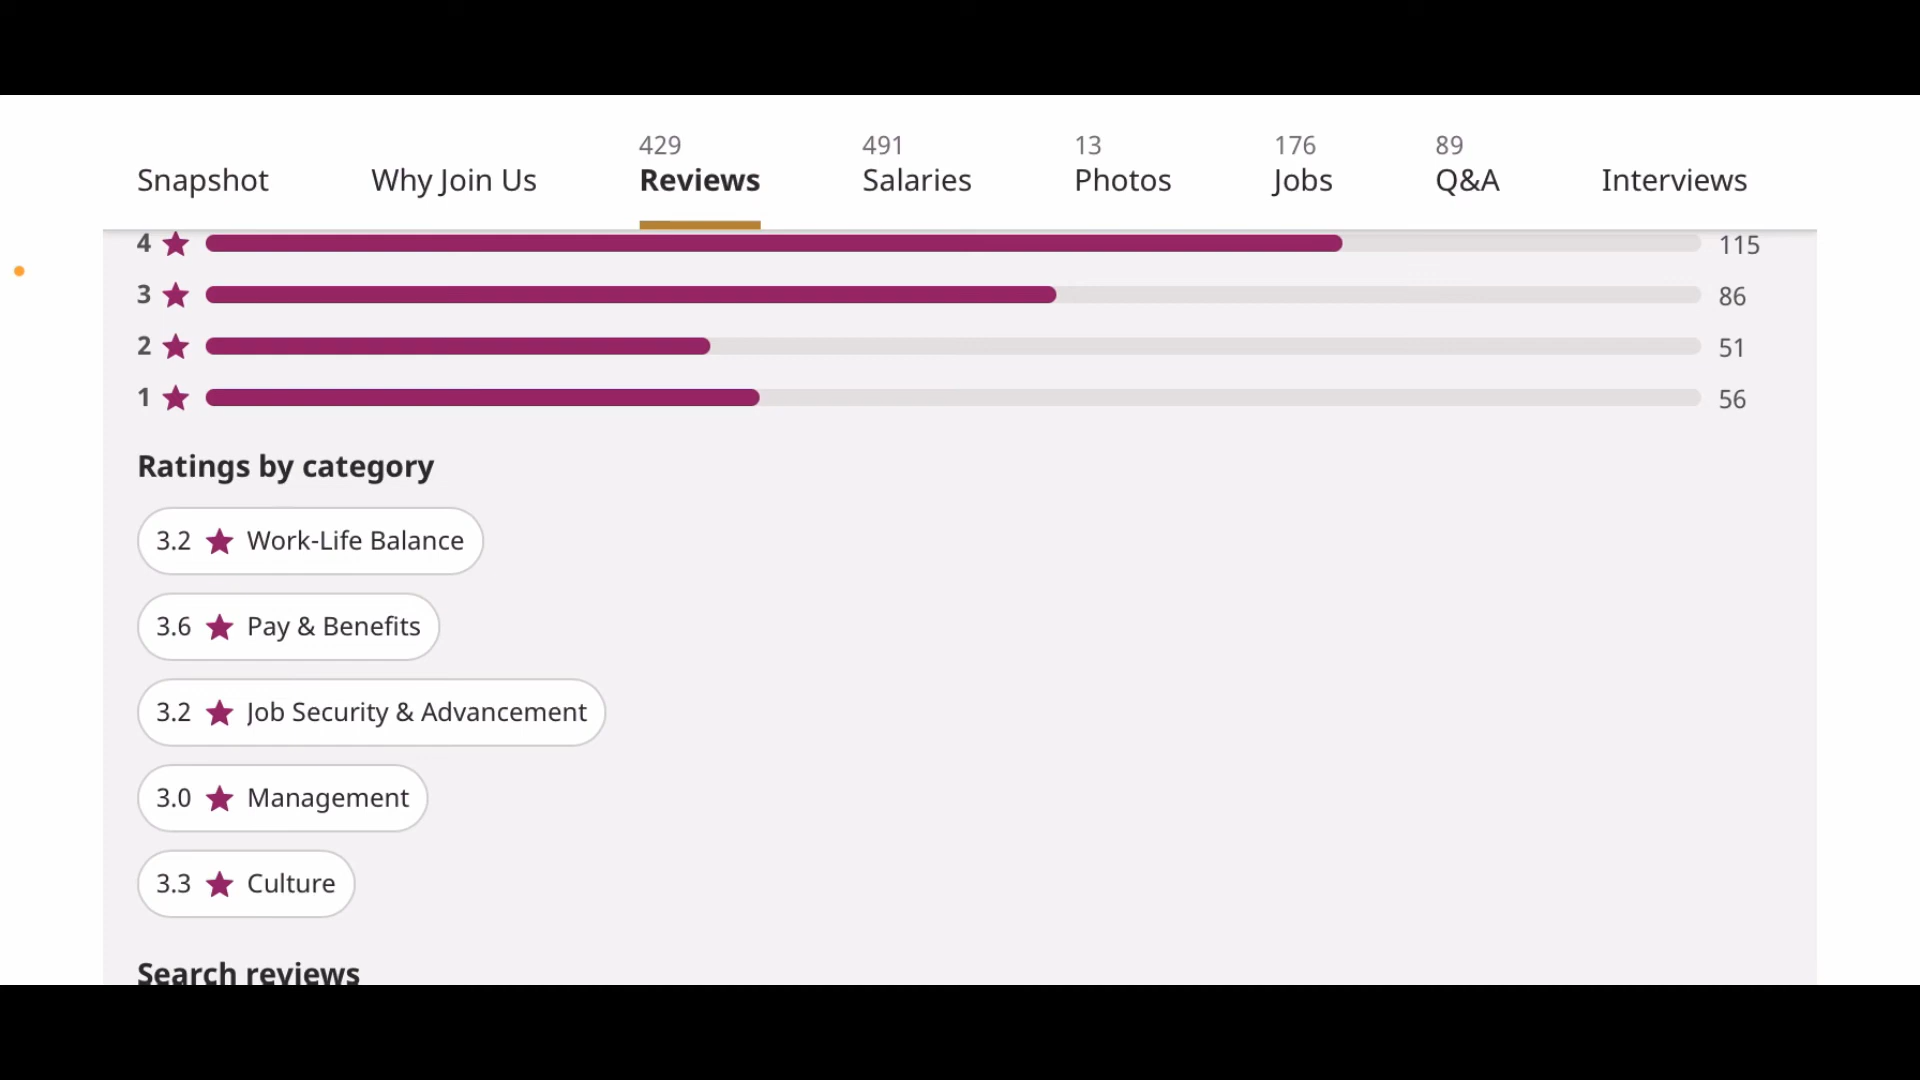 429 491 13 176 89
Snapshot Why Join Us Reviews Salaries Photos Jobs Q&A Interviews
4 115
3 86
2 51
1 56
Ratings by category
3.2 Work-Life Balance
3.6 Pay & Benefits
3.2 Job Security & Advancement
3.0 Management
3.3 Culture
Search reviews